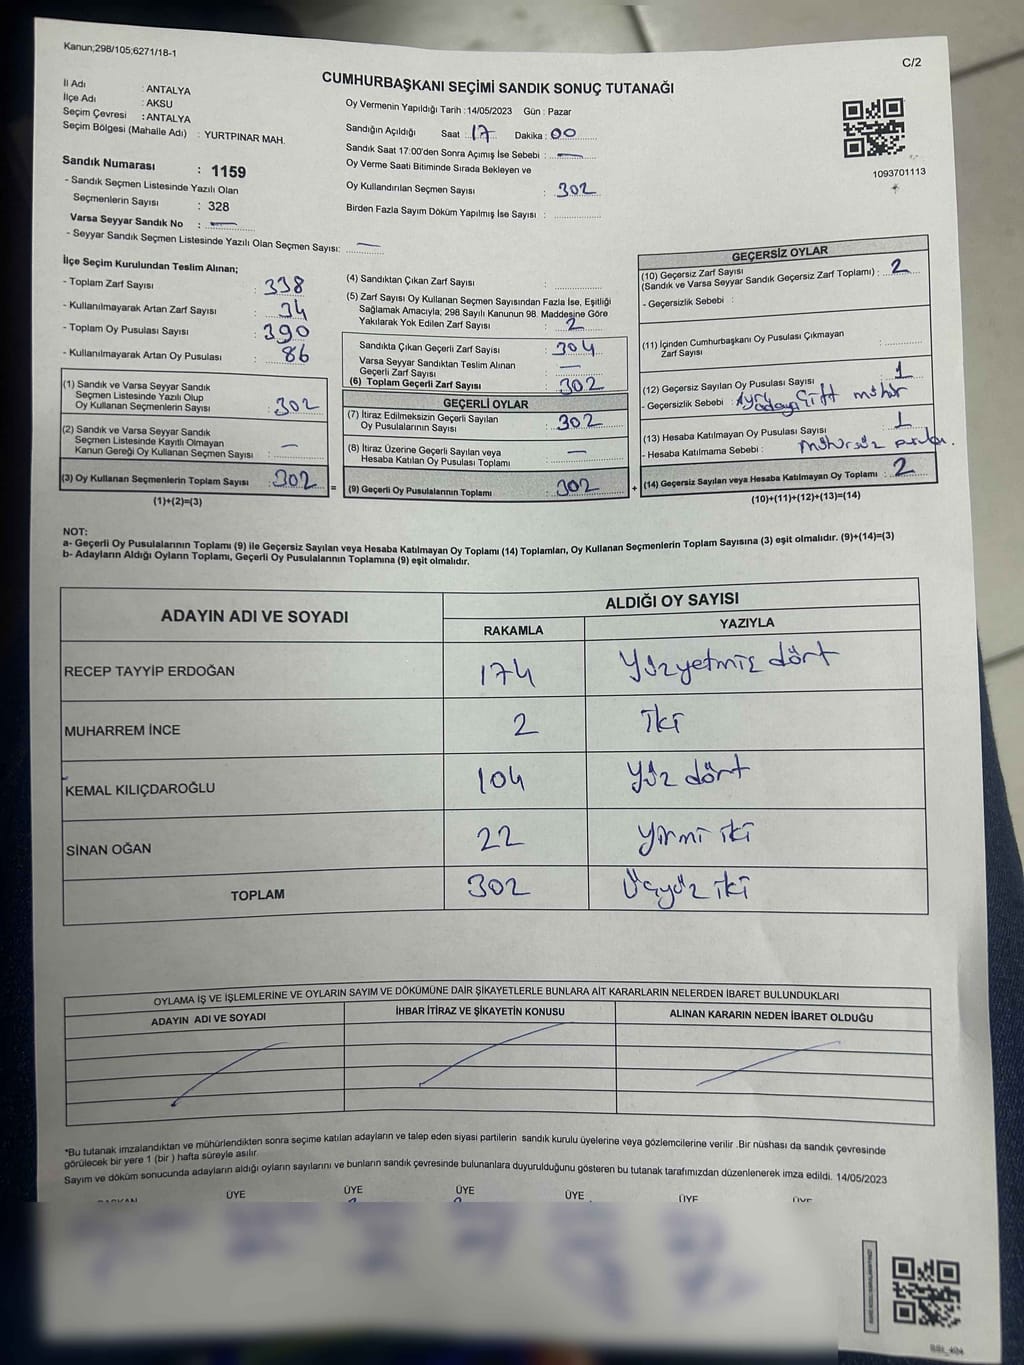 Kanun;298/105,6271/18-1
C/2
CUMHURBAŞKANI SEÇİMİ SANDIK SONUÇ TUTANAĞI
İl Adı : ANTALYA
İlçe Adı : AKSU
Seçim Çevresi : ANTALYA
Seçim Bölgesi (Mahalle Adı) : YURTPINAR MAH.
Sandık Numarası : 1159
- Sandık Seçmen Listesinde Yazılı Olan
Seçmenlerin Sayısı : 328
Varsa Seyyar Sandık No : —
- Seyyar Sandık Seçmen Listesinde Yazılı Olan Seçmen Sayısı: —
Oy Vermenin Yapıldığı Tarih : 14/05/2023 Gün : Pazar
Sandığın Açıldığı Saat : 17 Dakika : 00
Sandık Saat 17:00'den Sonra Açımış İse Sebebi : —
Oy Verme Saati Bitiminde Sırada Bekleyen ve
Oy Kullandırılan Seçmen Sayısı : 302
Birden Fazla Sayım Döküm Yapılmış İse Sayısı :
1093701113
İlçe Seçim Kurulundan Teslim Alınan;
- Toplam Zarf Sayısı : 338
- Kullanılmayarak Artan Zarf Sayısı : 34
- Toplam Oy Pusulası Sayısı : 390
- Kullanılmayarak Artan Oy Pusulası : 86
(1) Sandık ve Varsa Seyyar Sandık
Seçmen Listesinde Yazılı Olup
Oy Kullanan Seçmenlerin Sayısı : 302
(2) Sandık ve Varsa Seyyar Sandık
Seçmen Listesinde Kayıtlı Olmayan
Kanun Gereği Oy Kullanan Seçmen Sayısı : —
(3) Oy Kullanan Seçmenlerin Toplam Sayısı : 302
(1)+(2)=(3)
=
(4) Sandıktan Çıkan Zarf Sayısı :
(5) Zarf Sayısı Oy Kullanan Seçmen Sayısından Fazla İse, Eşitliği
Sağlamak Amacıyla; 298 Sayılı Kanunun 98. Maddesine Göre
Yakılarak Yok Edilen Zarf Sayısı : 2
Sandıkta Çıkan Geçerli Zarf Sayısı : 304
Varsa Seyyar Sandıktan Teslim Alınan
Geçerli Zarf Sayısı : —
(6) Toplam Geçerli Zarf Sayısı : 302
GEÇERLİ OYLAR
(7) İtiraz Edilmeksizin Geçerli Sayılan
Oy Pusulalarının Sayısı : 302
(8) İtiraz Üzerine Geçerli Sayılan veya
Hesaba Katılan Oy Pusulası Toplamı : —
(9) Geçerli Oy Pusulalarının Toplamı : 302
+
GEÇERSİZ OYLAR
(10) Geçersiz Zarf Sayısı
(Sandık ve Varsa Seyyar Sandık Geçersiz Zarf Toplamı) : 2
- Geçersizlik Sebebi :
(11) İçinden Cumhurbaşkanı Oy Pusulası Çıkmayan
Zarf Sayısı :
(12) Geçersiz Sayılan Oy Pusulası Sayısı : 1
- Geçersizlik Sebebi : Aynı adaya Çift mühür
(13) Hesaba Katılmayan Oy Pusulası Sayısı : 1
- Hesaba Katılmama Sebebi : mühürsüz pusula.
(14) Geçersiz Sayılan veya Hesaba Katılmayan Oy Toplamı : 2
(10)+(11)+(12)+(13)=(14)
NOT:
a- Geçerli Oy Pusulalarının Toplamı (9) ile Geçersiz Sayılan veya Hesaba Katılmayan Oy Toplamı (14) Toplamları, Oy Kullanan Seçmenlerin Toplam Sayısına (3) eşit olmalıdır. (9)+(14)=(3)
b- Adayların Aldığı Oyların Toplamı, Geçerli Oy Pusulalarının Toplamına (9) eşit olmalıdır.
ADAYIN ADI VE SOYADI ALDIĞI OY SAYISI
RAKAMLA YAZIYLA
RECEP TAYYİP ERDOĞAN 174 Yüzyetmiş dört
MUHARREM İNCE 2 iki
KEMAL KILIÇDAROĞLU 104 Yüz dört
SİNAN OĞAN 22 Yirmi iki
TOPLAM 302 Üçyüz iki
OYLAMA İŞ VE İŞLEMLERİNE VE OYLARIN SAYIM VE DÖKÜMÜNE DAİR ŞİKAYETLERLE BUNLARA AİT KARARLARIN NELERDEN İBARET BULUNDUKLARI
ADAYIN ADI VE SOYADI İHBAR İTİRAZ VE ŞİKAYETİN KONUSU ALINAN KARARIN NEDEN İBARET OLDUĞU
*Bu tutanak imzalandıktan ve mühürlendikten sonra seçime katılan adayların ve talep eden siyasi partilerin sandık kurulu üyelerine veya gözlemcilerine verilir .Bir nüshası da sandık çevresinde
görülecek bir yere 1 (bir ) hafta süreyle asılır.
Sayım ve döküm sonucunda adayların aldığı oyların sayılarını ve bunların sandık çevresinde bulunanlara duyurulduğunu gösteren bu tutanak tarafımızdan düzenlenerek imza edildi. 14/05/2023
BAŞKAN ÜYE ÜYE ÜYE ÜYE ÜYE ÜYE